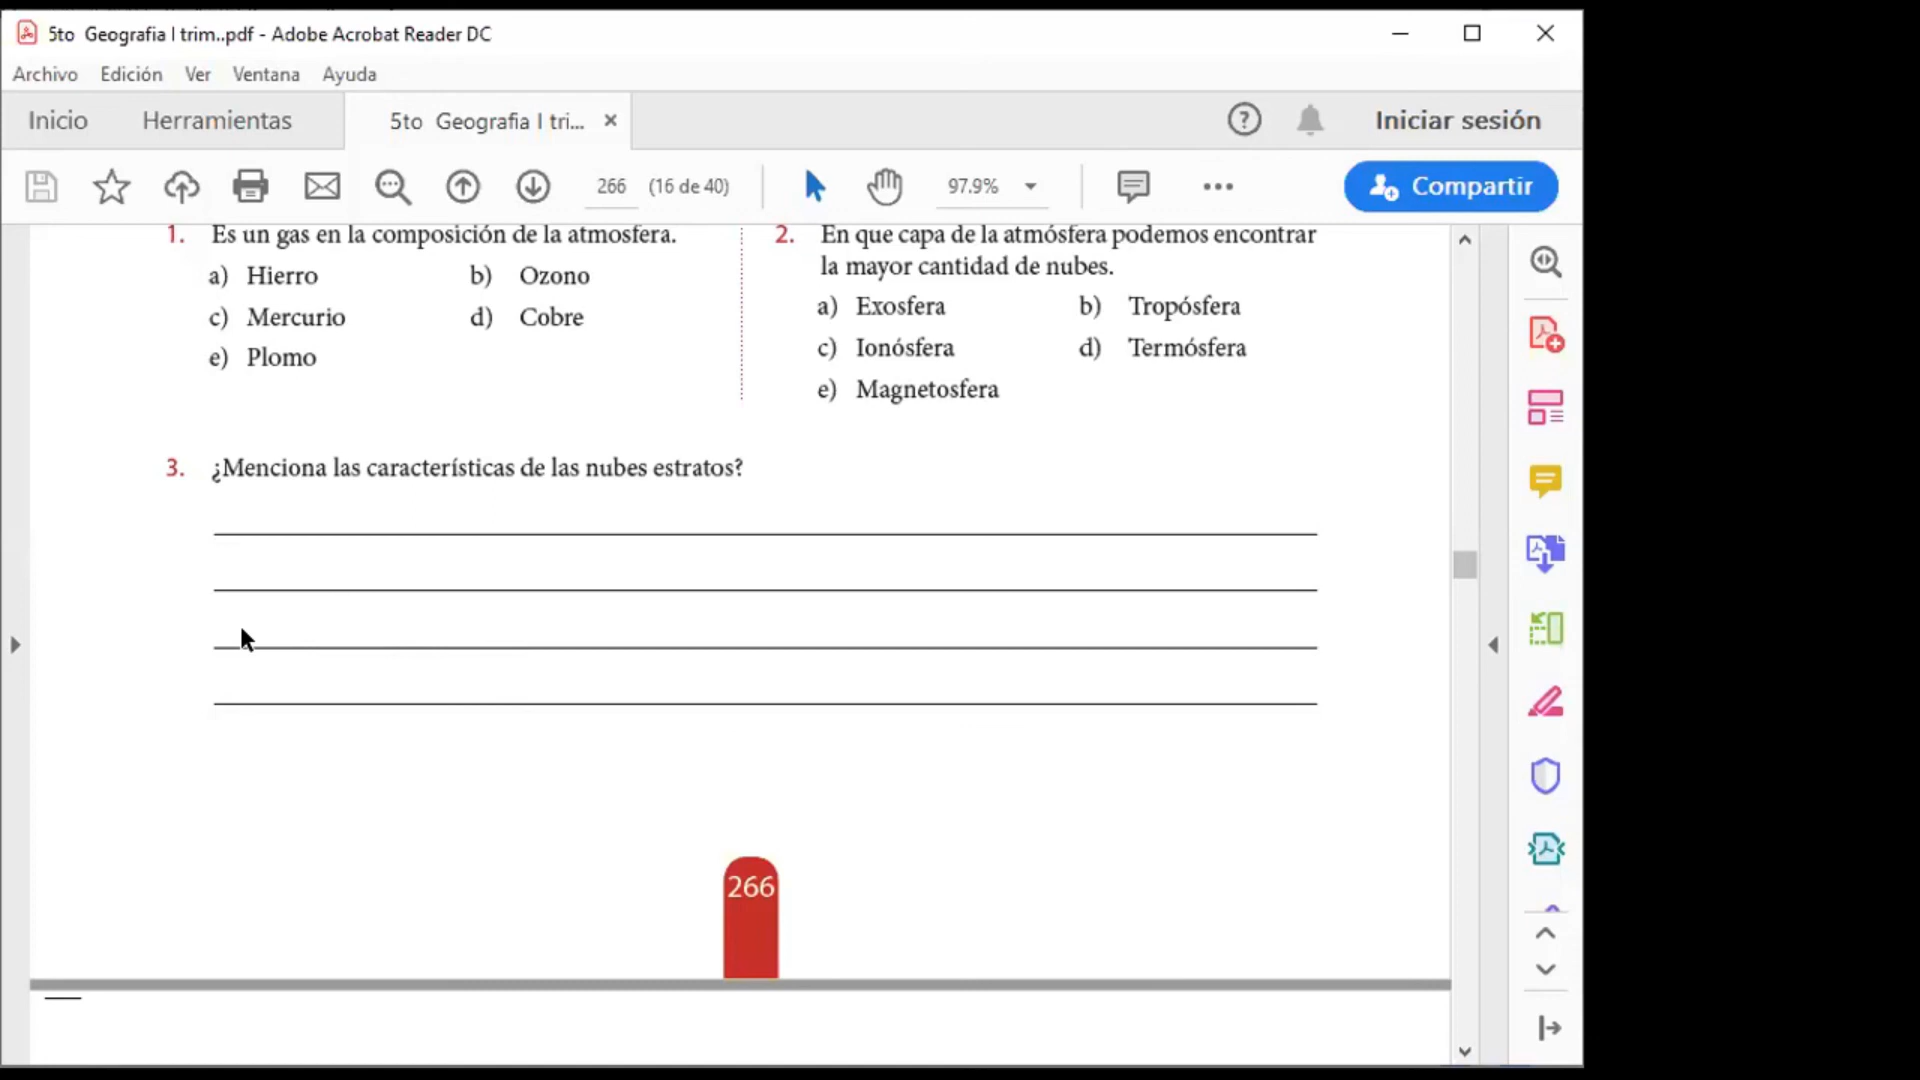 5to Geografia I trim..pdf - Adobe Acrobat Reader DC
Archivo Edición Ver Ventana Ayuda
Inicio Herramientas 5to Geografia I tri... Iniciar sesión
266 (16 de 40) 97.9% Compartir
1. Es un gas en la composición de la atmosfera.
a) Hierro b) Ozono
c) Mercurio d) Cobre
e) Plomo
2. En que capa de la atmósfera podemos encontrar
la mayor cantidad de nubes.
a) Exosfera b) Tropósfera
c) Ionósfera d) Termósfera
e) Magnetosfera
3. ¿Menciona las características de las nubes estratos?
266